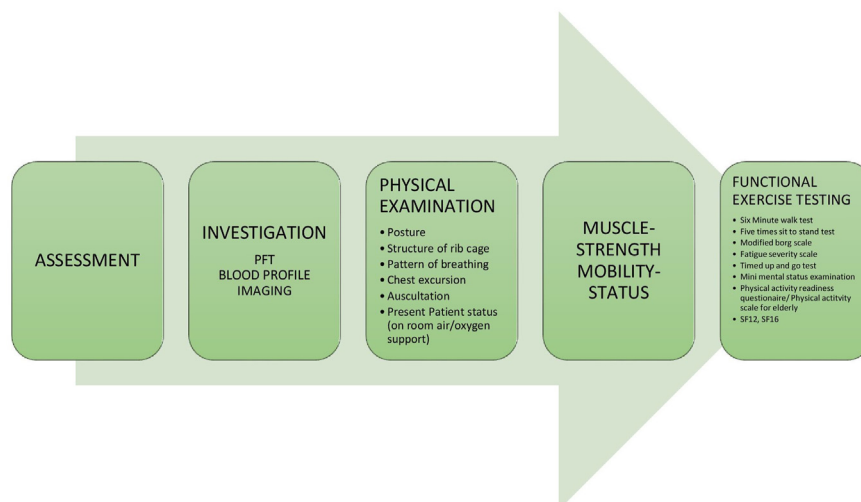 ASSESSMENT
INVESTIGATION
PFT
BLOOD PROFILE
IMAGING
PHYSICAL
EXAMINATION
• Posture
• Structure of rib cage
• Pattern of breathing
• Chest excursion
• Auscultation
• Present Patient status
(on room air/oxygen
support)
MUSCLE-
STRENGTH
MOBILITY-
STATUS
FUNCTIONAL
EXERCISE TESTING
• Six Minute walk test
• Five times sit to stand test
• Modified borg scale
• Fatigue severity scale
• Timed up and go test
• Mini mental status examination
• Physical activity readiness
questionaire/ Physical actitvity
scale for elderly
• SF12, SF16